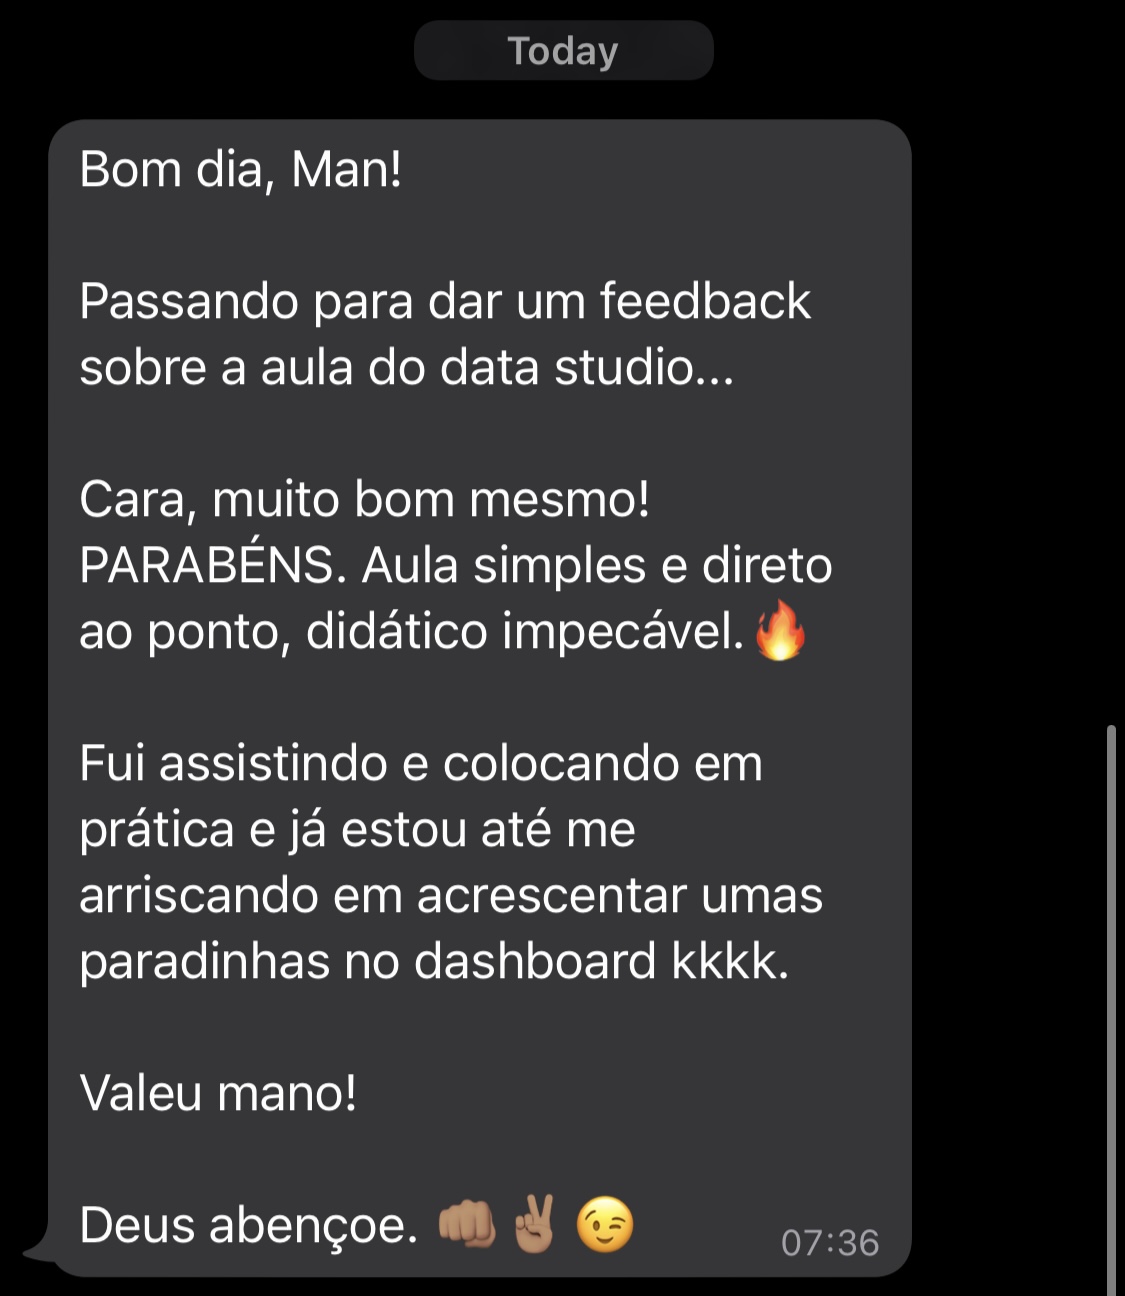 Today
Bom dia, Man!
Passando para dar um feedback
sobre a aula do data studio...
Cara, muito bom mesmo!
PARABÉNS. Aula simples e direto
ao ponto, didático impecável.🔥
Fui assistindo e colocando em
prática e já estou até me
arriscando em acrescentar umas
paradinhas no dashboard kkkk.
Valeu mano!
Deus abençoe. 👊🏽✌🏽😉
07:36